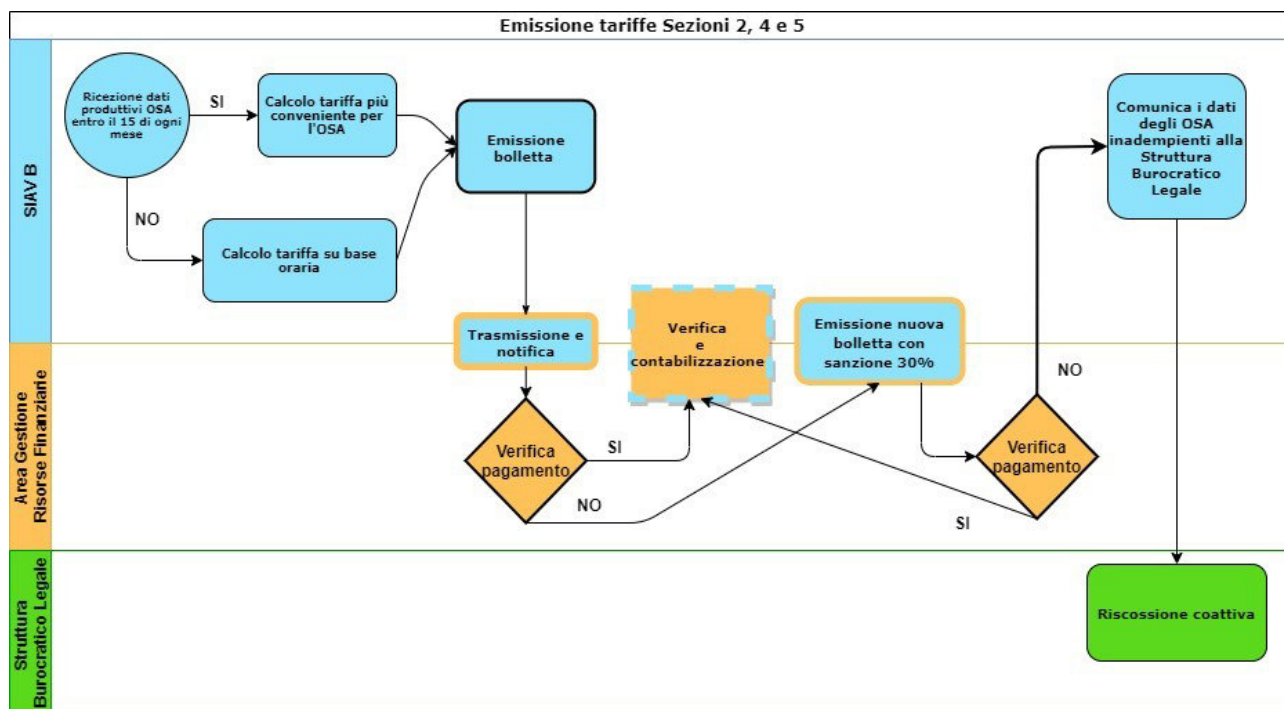 Emissione tariffe Sezioni 2, 4 e 5
SIAV B
Ricezione dati
produttivi OSA
entro il 15 di ogni
mese
SI
Calcolo tariffa più
conveniente per
l'OSA
Emissione
bolletta
NO
Calcolo tariffa su base
oraria
Comunica i dati
degli OSA
inadempienti alla
Struttura
Burocratico
Legale
Trasmissione e
notifica
Verifica
e
contabilizzazione
Emissione nuova
bolletta con
sanzione 30%
NO
Area Gestione
Risorse Finanziarie
Verifica
pagamento
SI
NO
Verifica
pagamento
SI
Struttura
Burocratico Legale
Riscossione coattiva